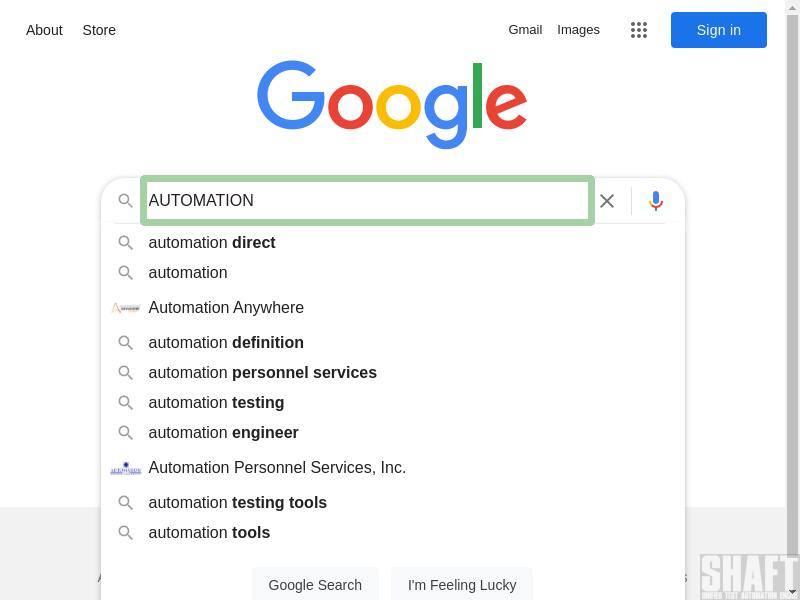 About Store Gmail Images Sign in
Google
AUTOMATION
automation direct
automation
Automation Anywhere
automation definition
automation personnel services
automation testing
automation engineer
Automation Personnel Services, Inc.
automation testing tools
automation tools
Google Search I'm Feeling Lucky
SHAFT